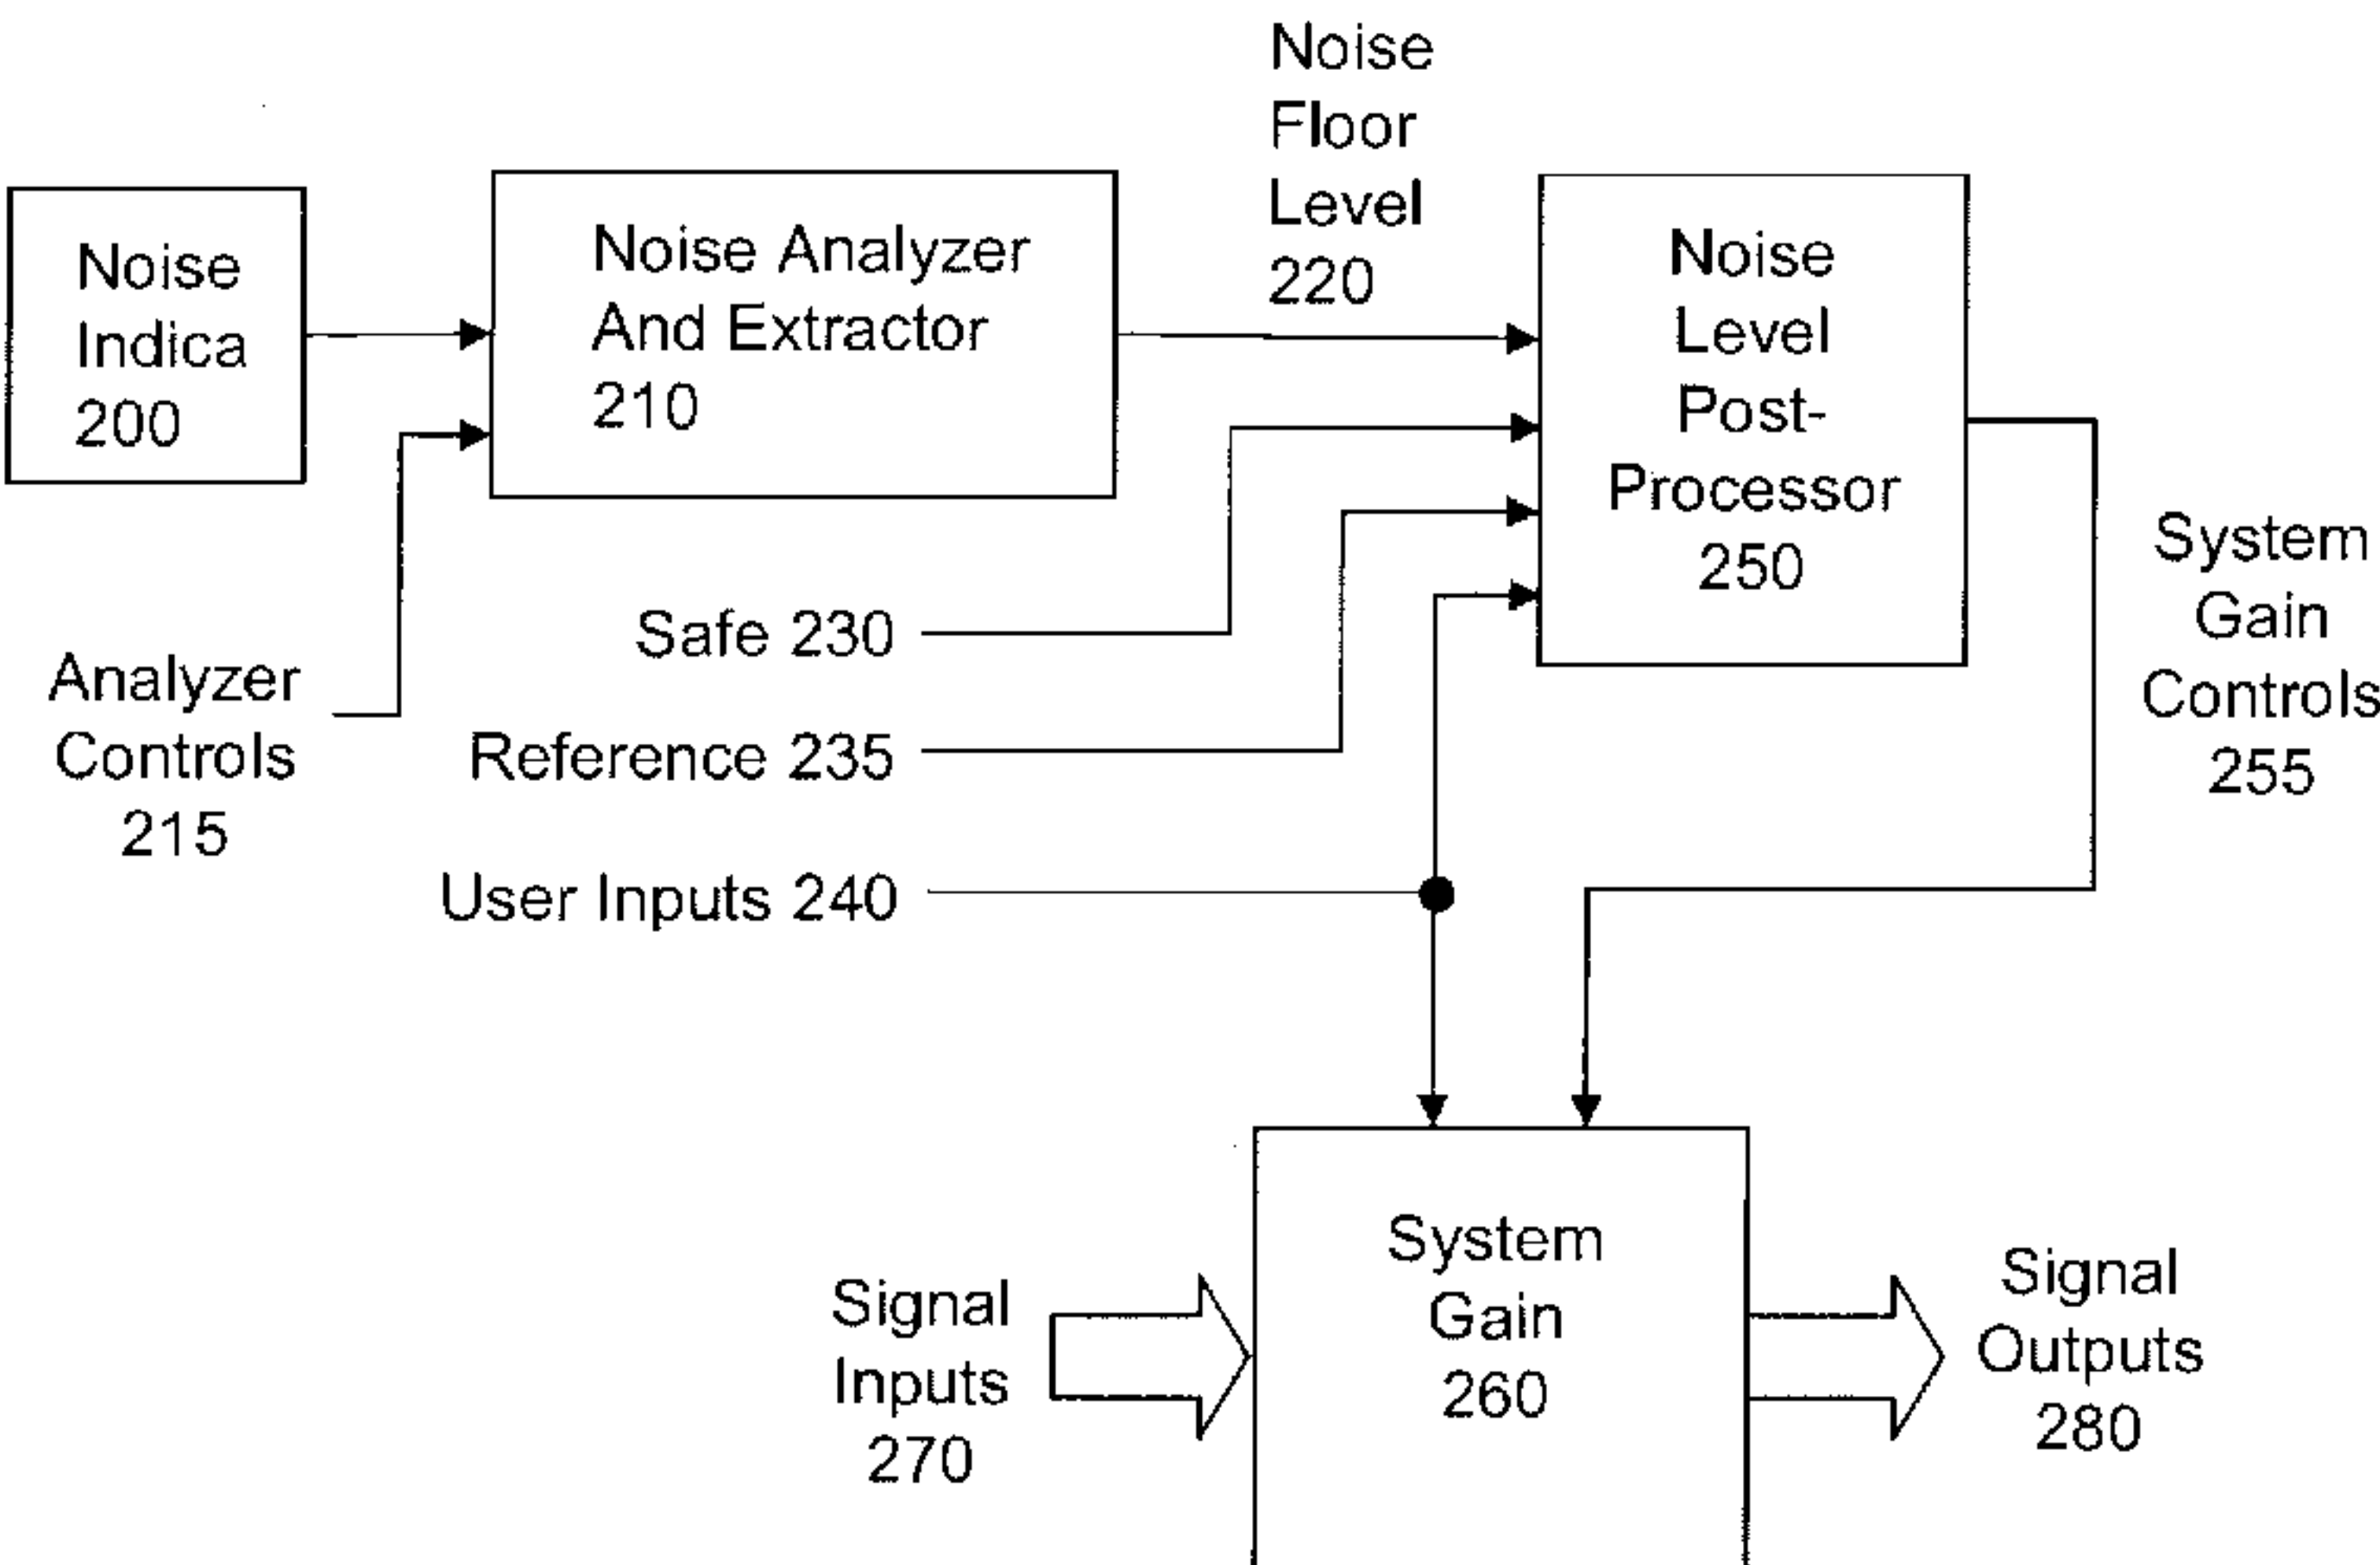 Noise
Floor
Level
220
Noise
Indica
200
Noise Analyzer
And Extractor
210
Noise
Level
Post-
Processor
250
System
Gain
Controls
255
Analyzer
Controls
215
Safe 230
Reference 235
User Inputs 240
Signal
Inputs
270
System
Gain
260
Signal
Outputs
280